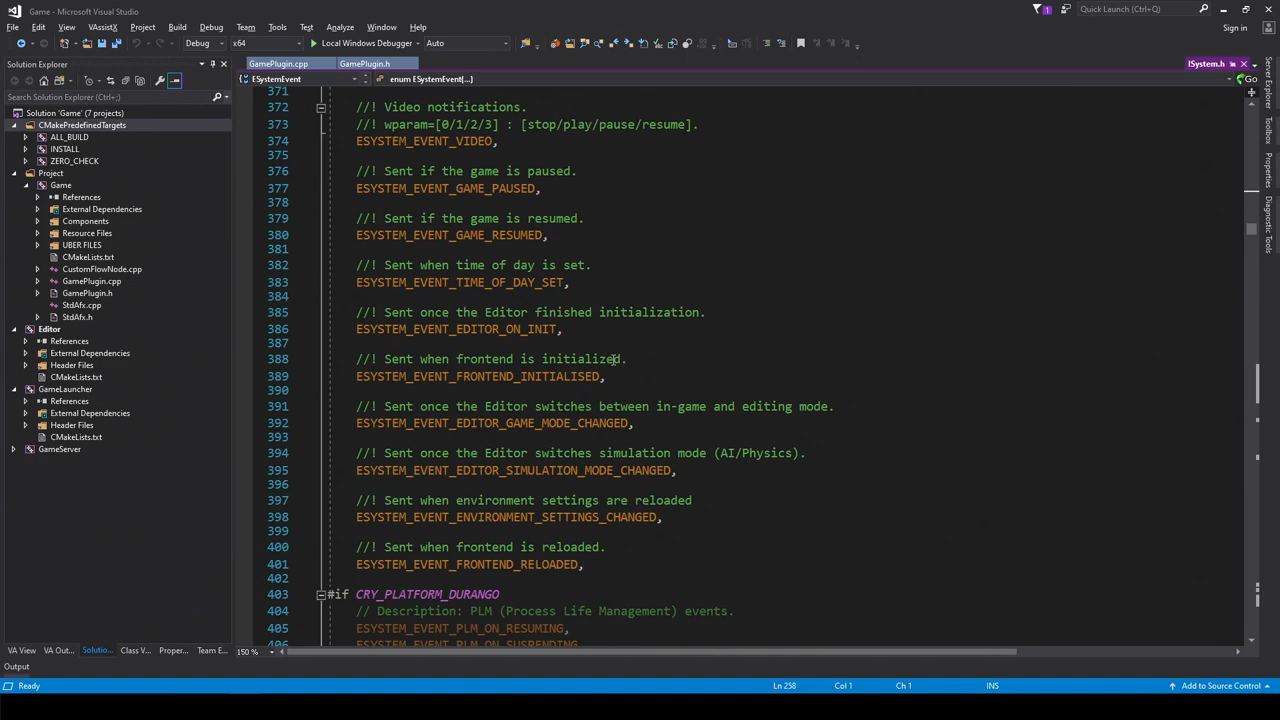 Game - Microsoft Visual Studio
1
Quick Launch (Ctrl+Q)
File Edit View VAssistX Project Build Debug Team Tools Test Analyze Window Help
Sign in
Debug x64 Local Windows Debugger Auto
Solution Explorer
Search Solution Explorer (Ctrl+;)
Solution 'Game' (7 projects)
CMakePredefinedTargets
ALL_BUILD
INSTALL
ZERO_CHECK
Project
Game
References
External Dependencies
Components
Resource Files
UBER FILES
CMakeLists.txt
CustomFlowNode.cpp
GamePlugin.cpp
GamePlugin.h
StdAfx.cpp
StdAfx.h
Editor
References
External Dependencies
Header Files
CMakeLists.txt
GameLauncher
References
External Dependencies
Header Files
CMakeLists.txt
GameServer
VA View VA Out... Solutio... Class V... Proper... Team E...
GamePlugin.cpp GamePlugin.h ISystem.h
ESystemEvent enum ESystemEvent{...} Go
371
372 //! Video notifications.
373 //! wparam=[0/1/2/3] : [stop/play/pause/resume].
374 ESYSTEM_EVENT_VIDEO,
375
376 //! Sent if the game is paused.
377 ESYSTEM_EVENT_GAME_PAUSED,
378
379 //! Sent if the game is resumed.
380 ESYSTEM_EVENT_GAME_RESUMED,
381
382 //! Sent when time of day is set.
383 ESYSTEM_EVENT_TIME_OF_DAY_SET,
384
385 //! Sent once the Editor finished initialization.
386 ESYSTEM_EVENT_EDITOR_ON_INIT,
387
388 //! Sent when frontend is initialized.
389 ESYSTEM_EVENT_FRONTEND_INITIALISED,
390
391 //! Sent once the Editor switches between in-game and editing mode.
392 ESYSTEM_EVENT_EDITOR_GAME_MODE_CHANGED,
393
394 //! Sent once the Editor switches simulation mode (AI/Physics).
395 ESYSTEM_EVENT_EDITOR_SIMULATION_MODE_CHANGED,
396
397 //! Sent when environment settings are reloaded
398 ESYSTEM_EVENT_ENVIRONMENT_SETTINGS_CHANGED,
399
400 //! Sent when frontend is reloaded.
401 ESYSTEM_EVENT_FRONTEND_RELOADED,
402
403 #if CRY_PLATFORM_DURANGO
404 // Description: PLM (Process Life Management) events.
405 ESYSTEM_EVENT_PLM_ON_RESUMING,
406 ESYSTEM_EVENT_PLM_ON_SUSPENDING,
150 %
Server Explorer
Team Explorer
Properties
Diagnostic Tools
Output
Ready Ln 258 Col 1 Ch 1 INS Add to Source Control